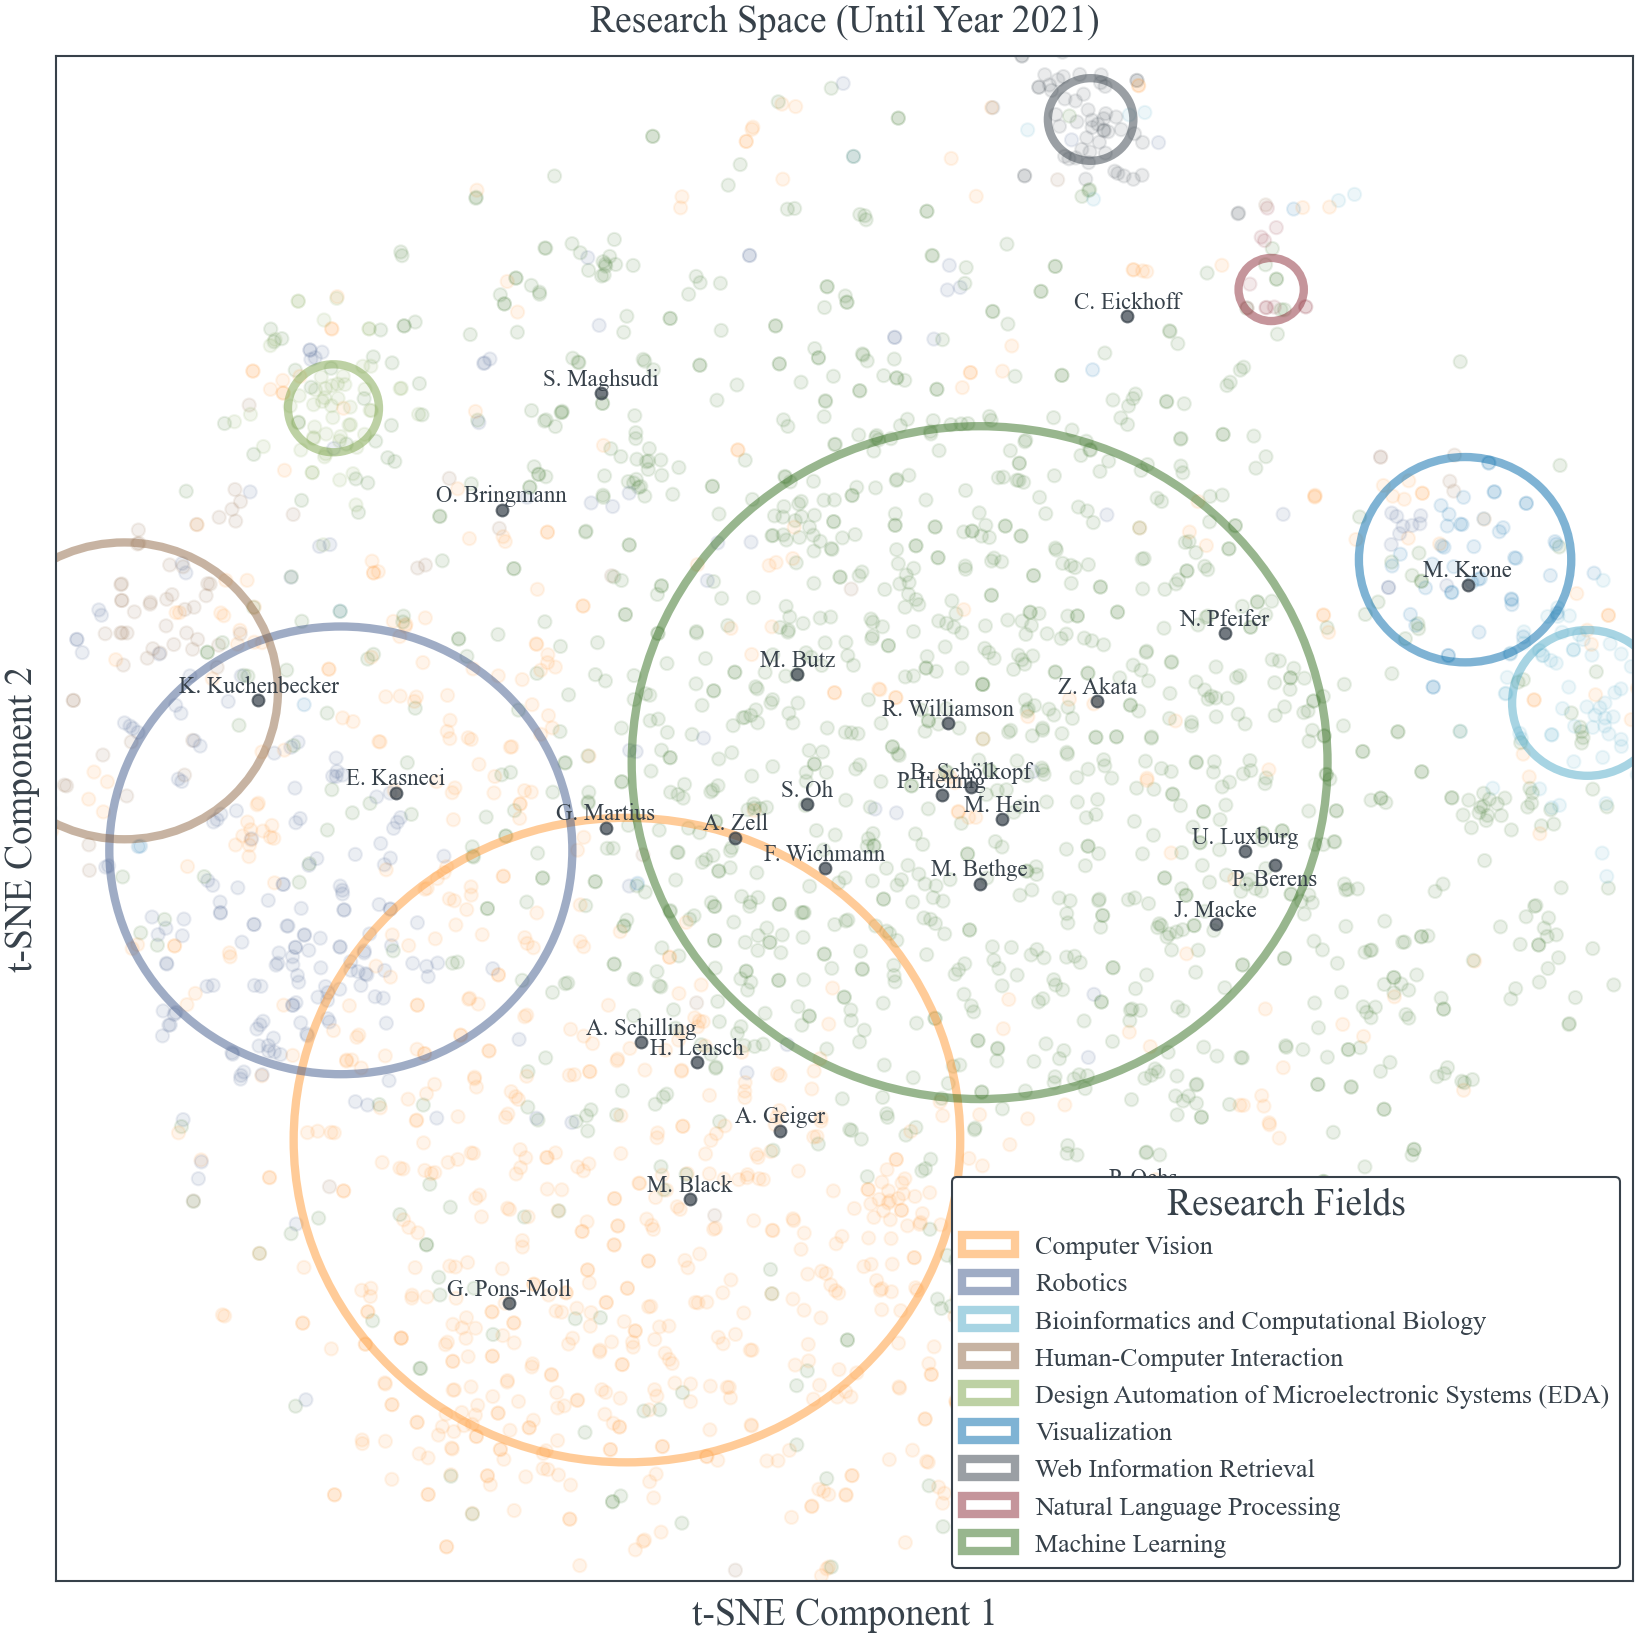 Research Space (Until Year 2021)
C. Eickhoff
S. Maghsudi
O. Bringmann
M. Krone
N. Pfeifer
M. Butz
K. Kuchenbecker
Z. Akata
R. Williamson
E. Kasneci
B. Schölkopf
P. Hennig
S. Oh
M. Hein
G. Martius
A. Zell
U. Luxburg
F. Wichmann
M. Bethge
P. Berens
J. Macke
A. Schilling
H. Lensch
A. Geiger
M. Black
G. Pons-Moll
Research Fields
Computer Vision
Robotics
Bioinformatics and Computational Biology
Human-Computer Interaction
Design Automation of Microelectronic Systems (EDA)
Visualization
Web Information Retrieval
Natural Language Processing
Machine Learning
t-SNE Component 1
t-SNE Component 2